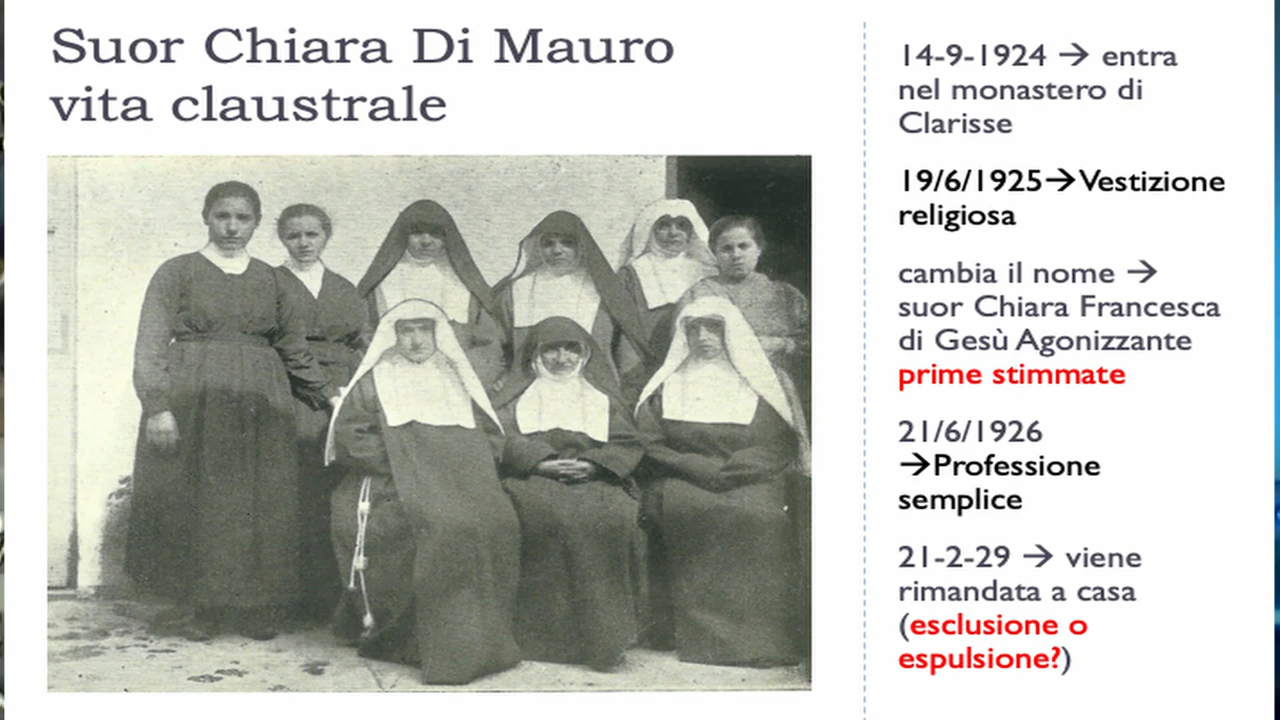 Suor Chiara Di Mauro
vita claustrale
14-9-1924 → entra
nel monastero di
Clarisse
19/6/1925→Vestizione
religiosa
cambia il nome →
suor Chiara Francesca
di Gesù Agonizzante
prime stimmate
21/6/1926
→Professione
semplice
21-2-29 → viene
rimandata a casa
(esclusione o
espulsione?)